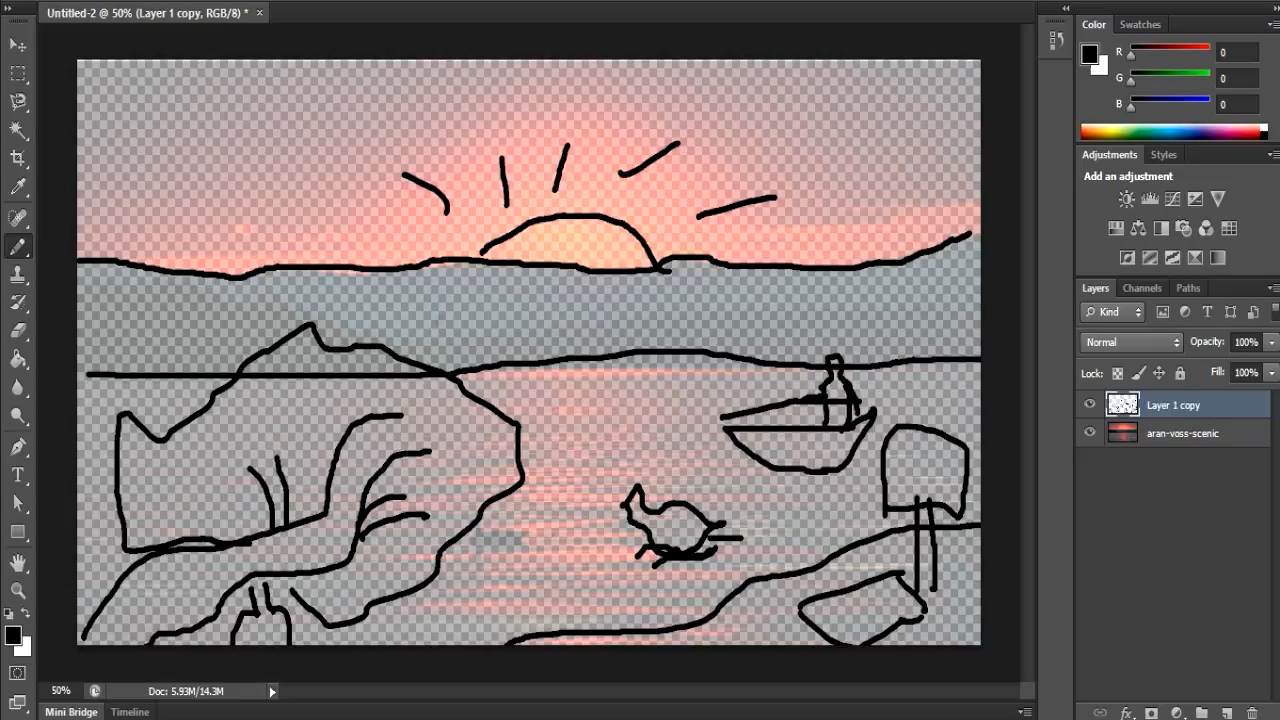 Untitled-2 @ 50% (Layer 1 copy, RGB/8) *
Color
Swatches
R
0
G
0
B
0
Adjustments
Styles
Add an adjustment
Layers
Channels
Paths
Kind
Normal
Opacity:
100%
Lock:
Fill:
100%
Layer 1 copy
aran-voss-scenic
50%
Doc: 5.93M/14.3M
Mini Bridge
Timeline